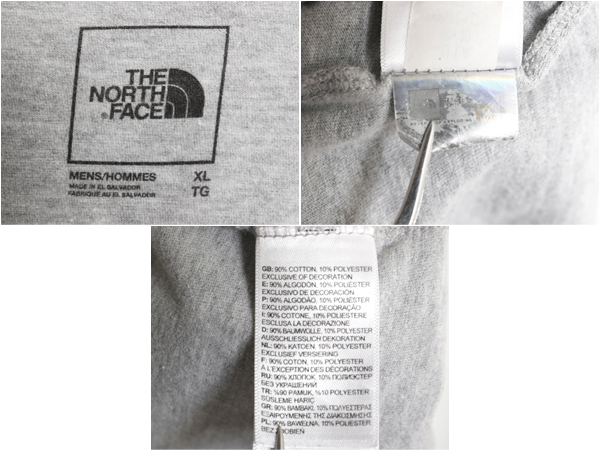 THE
NORTH
FACE
MENS/HOMMES XL
MADE IN EL SALVADOR TG
FABRIQUE AU EL SALVADOR
GB: 90% COTTON, 10% POLYESTER
EXCLUSIVE OF DECORATION
E: 90% ALGODÓN, 10% POLIÉSTER
EXCLUSIVO DE DECORACIÓN
P: 90% ALGODÃO, 10% POLIÉSTER
EXCLUSIVO PARA DECORAÇÃO
I: 90% COTONE, 10% POLIESTERE
ESCLUSA LA DECORAZIONE
D: 90% BAUMWOLLE, 10% POLYESTER
AUSSCHLIESSLICH DEKORATION
NL: 90% KATOEN, 10% POLYESTER
EXCLUSIEF VERSIERING
F: 90% COTON, 10% POLYESTER
À L'EXCEPTION DES DÉCORATIONS
RU: 90% ХЛОПОК, 10% ПОЛИЭСТЕР
БЕЗ УКРАШЕНИЙ
TR: %90 PAMUK, %10 POLYESTER
SÜSLEME HARİÇ
GR: 90% ΒΑΜΒΑΚΙ, 10% ΠΟΛΥΕΣΤΕΡΑΣ
ΕΞΑΙΡΟΥΜΕΝΗΣ ΤΗΣ ΔΙΑΚΟΣΜΗΣΗΣ
PL: 90% BAWEŁNA, 10% POLIESTER
BEZ